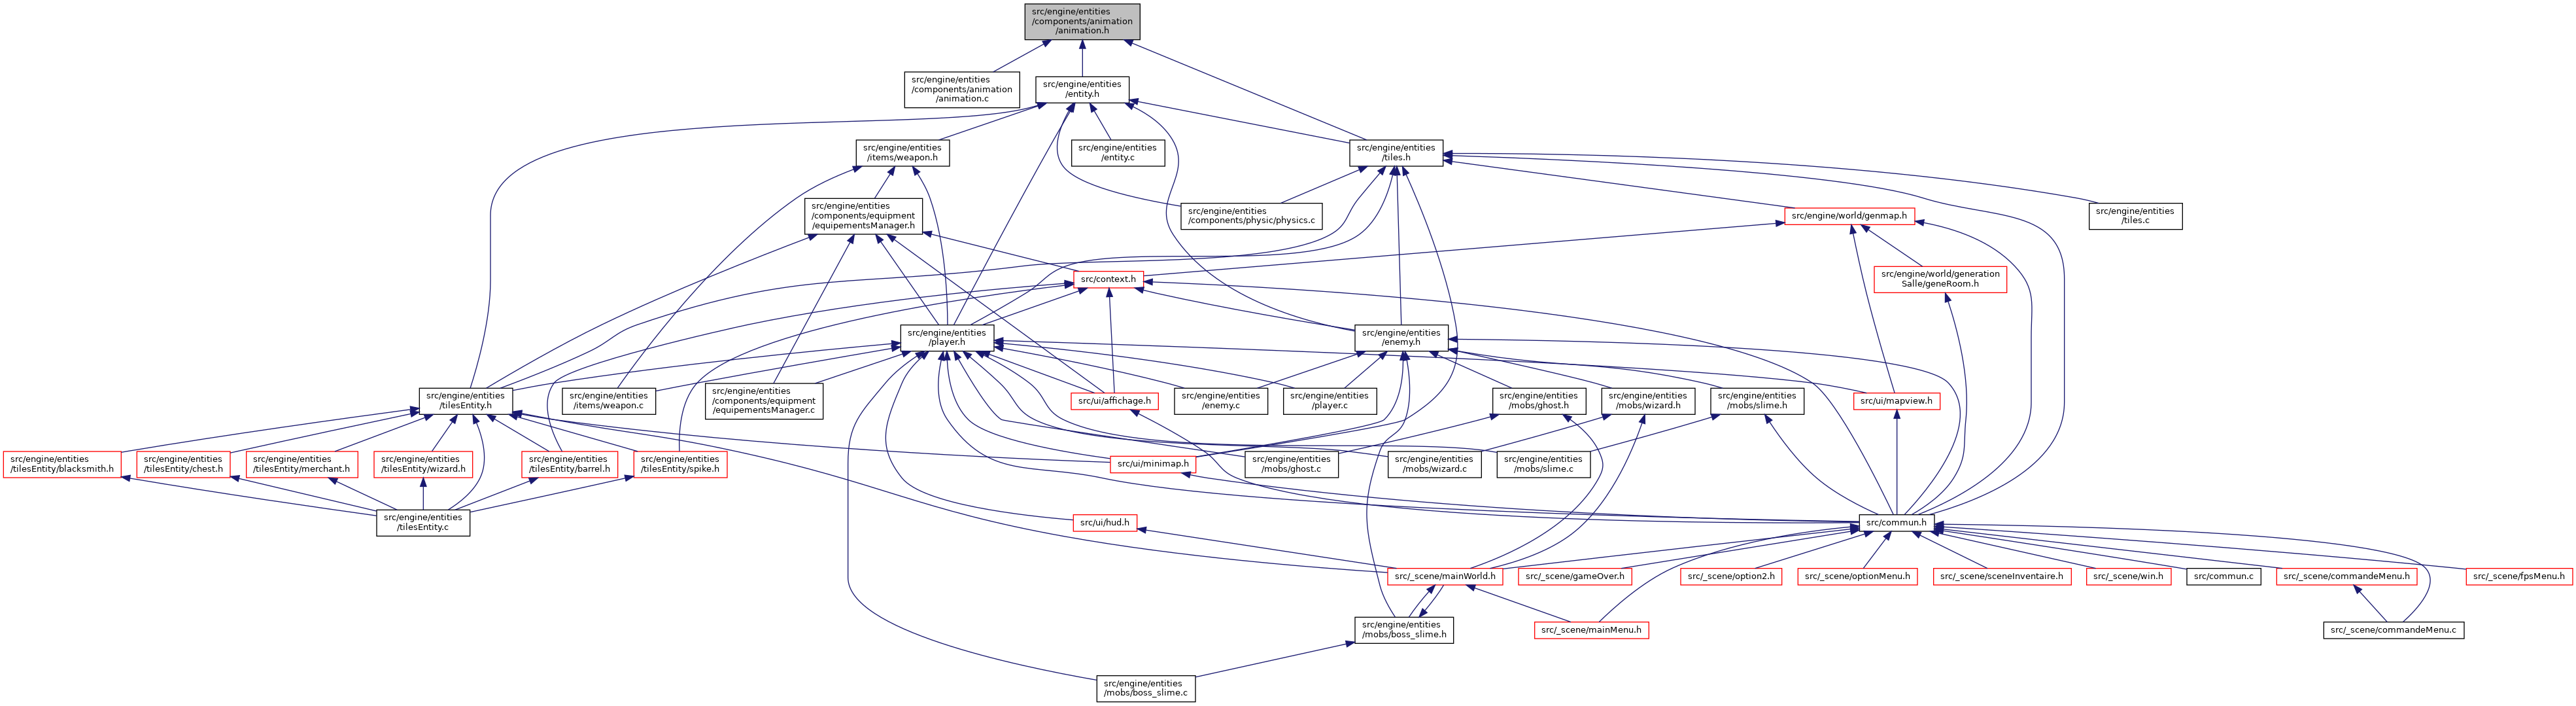 src/engine/entities
/components/animation
/animation.h
src/engine/entities
/components/animation
/animation.c
src/engine/entities
/entity.h
src/engine/entities
/items/weapon.h
src/engine/entities
/entity.c
src/engine/entities
/tiles.h
src/engine/entities
/components/equipment
/equipementsManager.h
src/engine/entities
/components/physic/physics.c
src/engine/world/genmap.h
src/engine/entities
/tiles.c
src/context.h
src/engine/world/generation
Salle/geneRoom.h
src/engine/entities
/player.h
src/engine/entities
/enemy.h
src/engine/entities
/tilesEntity.h
src/engine/entities
/items/weapon.c
src/engine/entities
/components/equipment
/equipementsManager.c
src/ui/affichage.h
src/engine/entities
/enemy.c
src/engine/entities
/player.c
src/engine/entities
/mobs/ghost.h
src/engine/entities
/mobs/wizard.h
src/engine/entities
/mobs/slime.h
src/ui/mapview.h
src/engine/entities
/tilesEntity/blacksmith.h
src/engine/entities
/tilesEntity/chest.h
src/engine/entities
/tilesEntity/merchant.h
src/engine/entities
/tilesEntity/wizard.h
src/engine/entities
/tilesEntity/barrel.h
src/engine/entities
/tilesEntity/spike.h
src/ui/minimap.h
src/engine/entities
/mobs/ghost.c
src/engine/entities
/mobs/wizard.c
src/engine/entities
/mobs/slime.c
src/engine/entities
/tilesEntity.c
src/ui/hud.h
src/commun.h
src/_scene/mainWorld.h
src/_scene/gameOver.h
src/_scene/option2.h
src/_scene/optionMenu.h
src/_scene/sceneInventaire.h
src/_scene/win.h
src/commun.c
src/_scene/commandeMenu.h
src/_scene/fpsMenu.h
src/engine/entities
/mobs/boss_slime.h
src/_scene/mainMenu.h
src/_scene/commandeMenu.c
src/engine/entities
/mobs/boss_slime.c